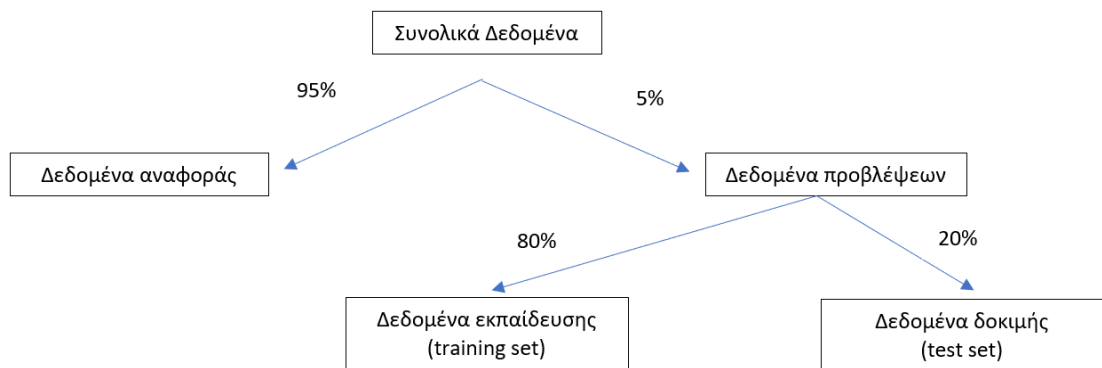 Συνολικά Δεδομένα
95%
5%
Δεδομένα αναφοράς
Δεδομένα προβλέψεων
80%
20%
Δεδομένα εκπαίδευσης
(training set)
Δεδομένα δοκιμής
(test set)